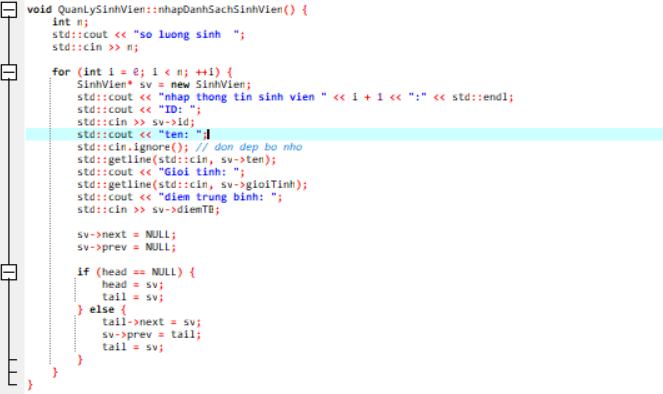 void QuanLySinhVien::nhapDanhSachSinhVien() {
int n;
std::cout << "so luong sinh  ";
std::cin >> n;
for (int i = 0; i < n; ++i) {
SinhVien* sv = new SinhVien;
std::cout << "nhap thong tin sinh vien " << i + 1 << ":" << std::endl;
std::cout << "ID: ";
std::cin >> sv->id;
std::cout << "ten: ";
std::cin.ignore(); // don dep bo nho
std::getline(std::cin, sv->ten);
std::cout << "Gioi tinh: ";
std::getline(std::cin, sv->gioiTinh);
std::cout << "diem trung binh: ";
std::cin >> sv->diemTB;
sv->next = NULL;
sv->prev = NULL;
if (head == NULL) {
head = sv;
tail = sv;
} else {
tail->next = sv;
sv->prev = tail;
tail = sv;
}
}
}